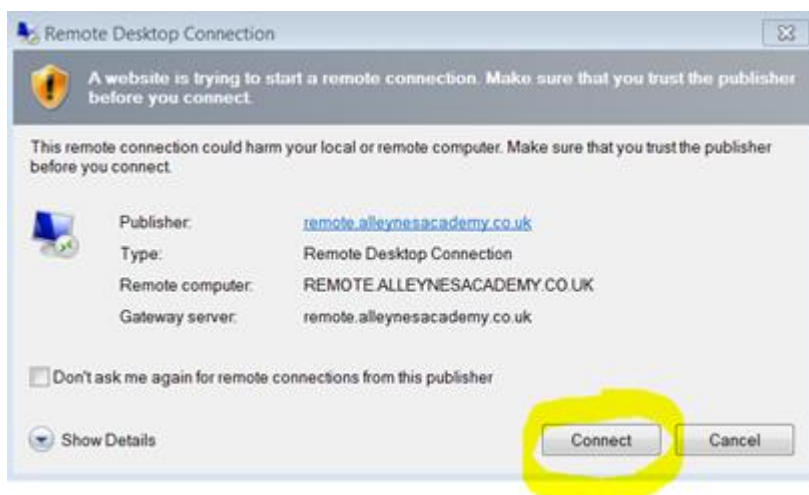 Remote Desktop Connection
A website is trying to start a remote connection. Make sure that you trust the publisher
before you connect.
This remote connection could harm your local or remote computer. Make sure that you trust the publisher
before you connect.
Publisher: remote.alleynesacademy.co.uk
Type: Remote Desktop Connection
Remote computer: REMOTE.ALLEYNESACADEMY.CO.UK
Gateway server: remote.alleynesacademy.co.uk
Don't ask me again for remote connections from this publisher
Show Details Connect Cancel